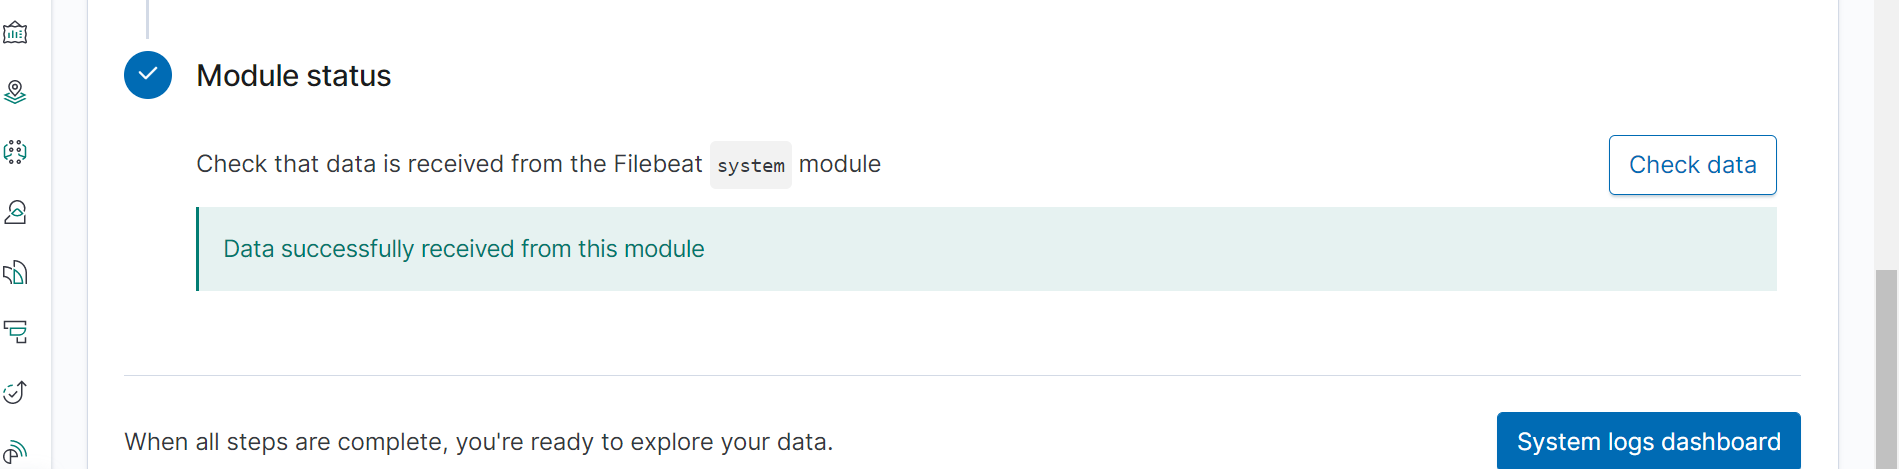 Module status
Check that data is received from the Filebeat system module
Check data
Data successfully received from this module
When all steps are complete, you're ready to explore your data.
System logs dashboard